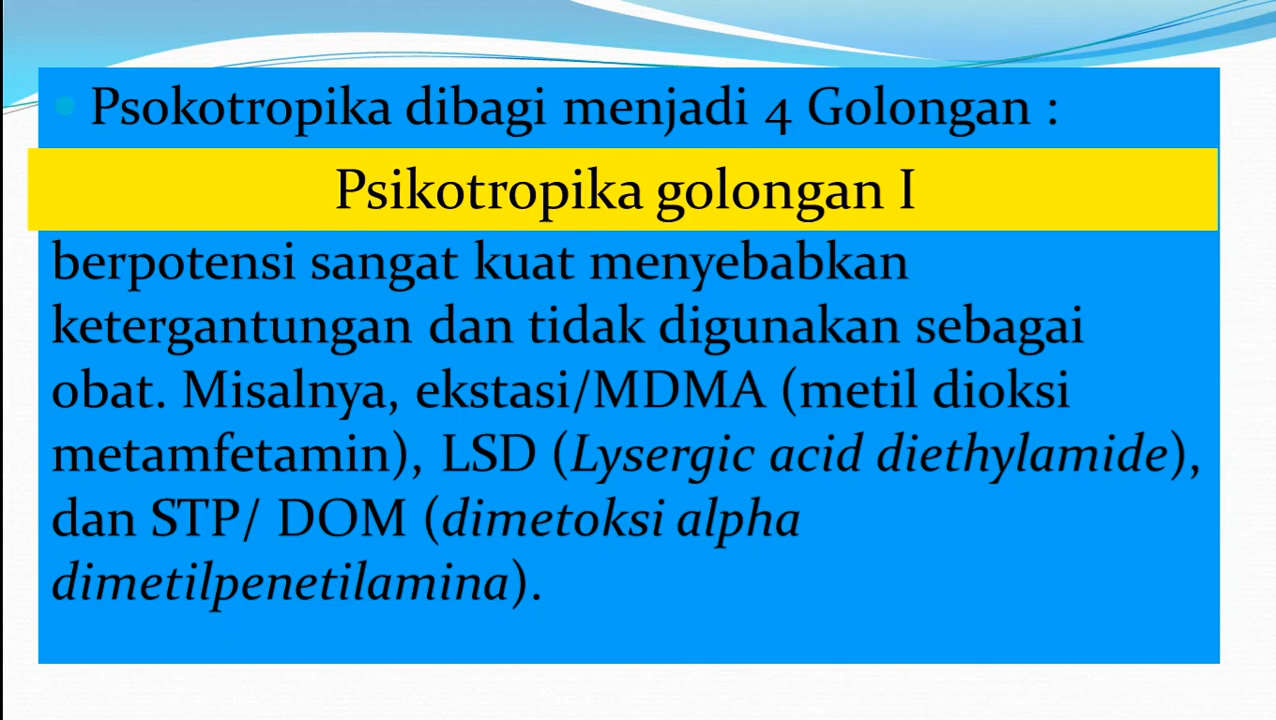 Psokotropika dibagi menjadi 4 Golongan :
Psikotropika golongan I
berpotensi sangat kuat menyebabkan
ketergantungan dan tidak digunakan sebagai
obat. Misalnya, ekstasi/MDMA (metil dioksi
metamfetamin), LSD (Lysergic acid diethylamide),
dan STP/ DOM (dimetoksi alpha
dimetilpenetilamina).